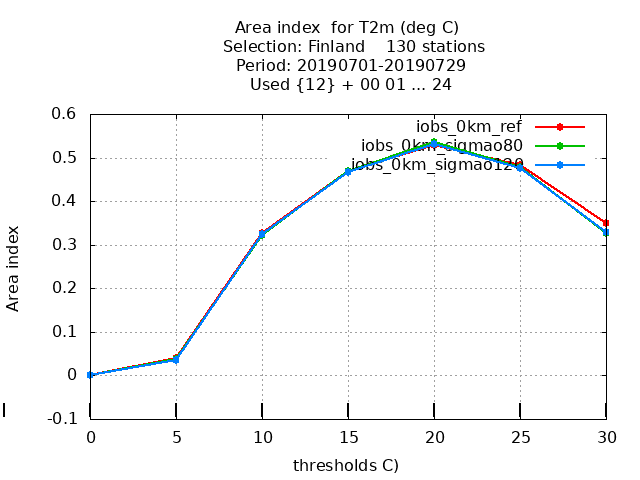 Area index  for T2m (deg C)
Selection: Finland    130 stations
Period: 20190701-20190729
Used {12} + 00 01 ... 24
iobs_0km_ref
iobs_0km_sigmao80
iobs_0km_sigmao120
0.6
0.5
0.4
0.3
0.2
0.1
0
-0.1
Area index
0 5 10 15 20 25 30
thresholds C)